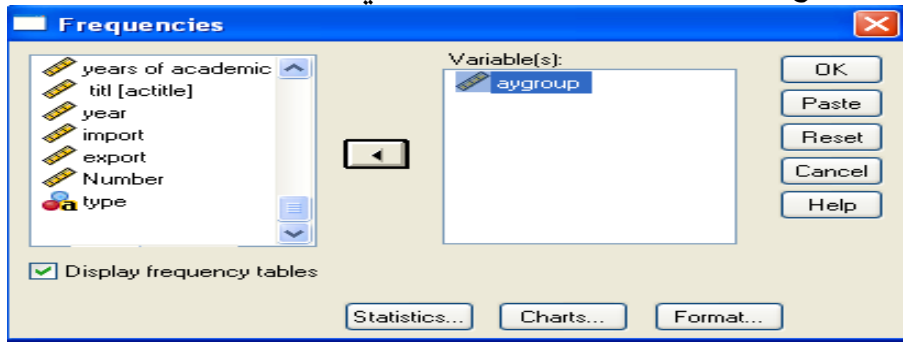 Frequencies
years of academic
titl [actitle]
year
import
export
Number
type
Variable(s):
aygroup
OK
Paste
Reset
Cancel
Help
Display frequency tables
Statistics...
Charts...
Format...